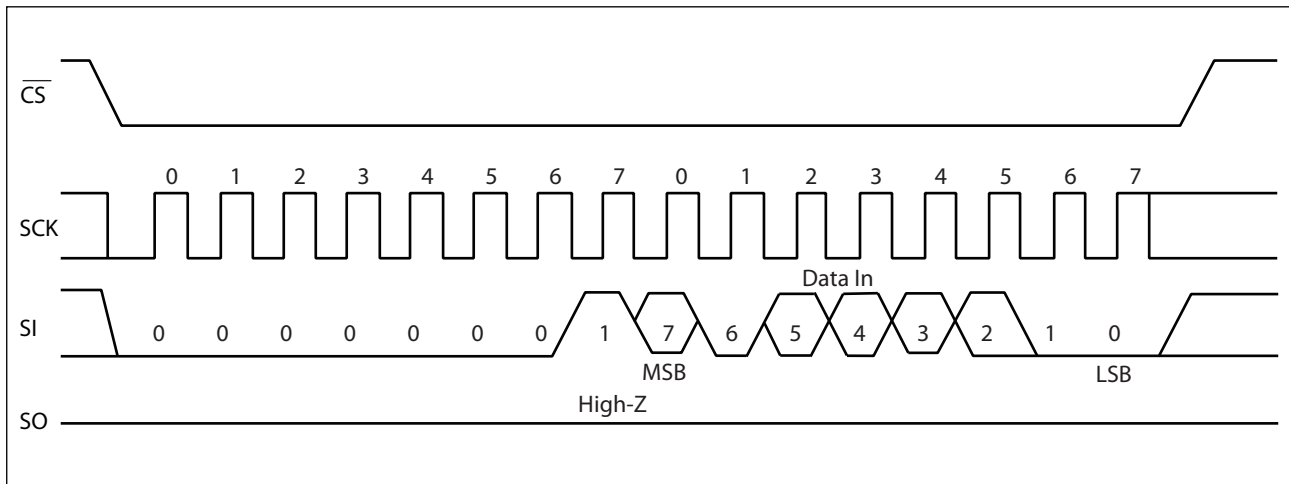 CS
0 1 2 3 4 5 6 7 0 1 2 3 4 5 6 7
SCK
Data In
SI 0 0 0 0 0 0 0 1 7 6 5 4 3 2 1 0
MSB LSB
High-Z
SO